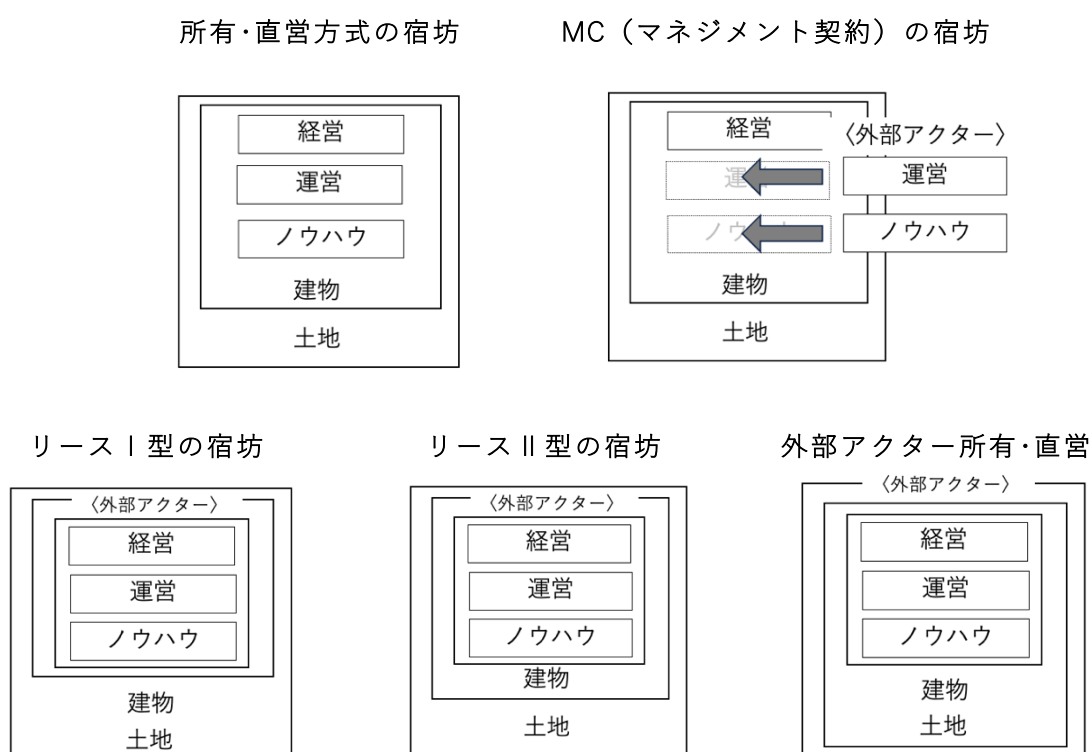 所有･直営方式の宿坊
MC（マネジメント契約）の宿坊
経営
運営
ノウハウ
建物
土地
経営
〈外部アクター〉
運営
運営
ノウハウ
ノウハウ
建物
土地
リースⅠ型の宿坊
〈外部アクター〉
経営
運営
ノウハウ
建物
土地
リースⅡ型の宿坊
〈外部アクター〉
経営
運営
ノウハウ
建物
土地
外部アクター所有･直営
〈外部アクター〉
経営
運営
ノウハウ
建物
土地